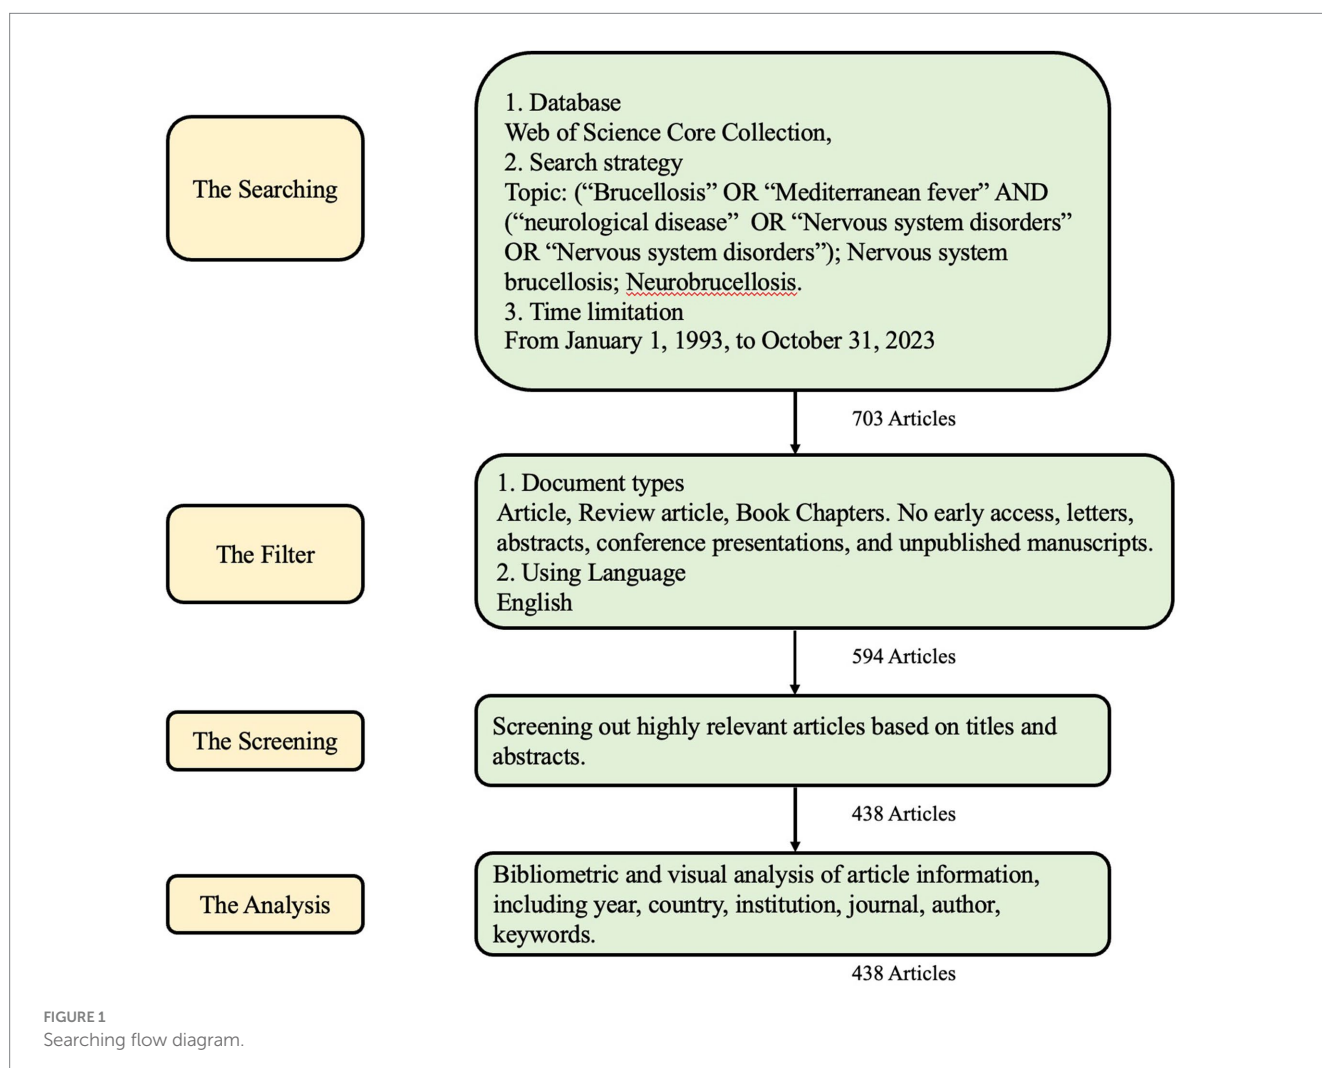 The Searching
1. Database
Web of Science Core Collection,
2. Search strategy
Topic: (“Brucellosis” OR “Mediterranean fever” AND
(“neurological disease” OR “Nervous system disorders”
OR “Nervous system disorders”); Nervous system
brucellosis; Neurobrucellosis.
3. Time limitation
From January 1, 1993, to October 31, 2023
703 Articles
The Filter
1. Document types
Article, Review article, Book Chapters. No early access, letters,
abstracts, conference presentations, and unpublished manuscripts.
2. Using Language
English
594 Articles
The Screening
Screening out highly relevant articles based on titles and
abstracts.
438 Articles
The Analysis
Bibliometric and visual analysis of article information,
including year, country, institution, journal, author,
keywords.
438 Articles
FIGURE 1
Searching flow diagram.